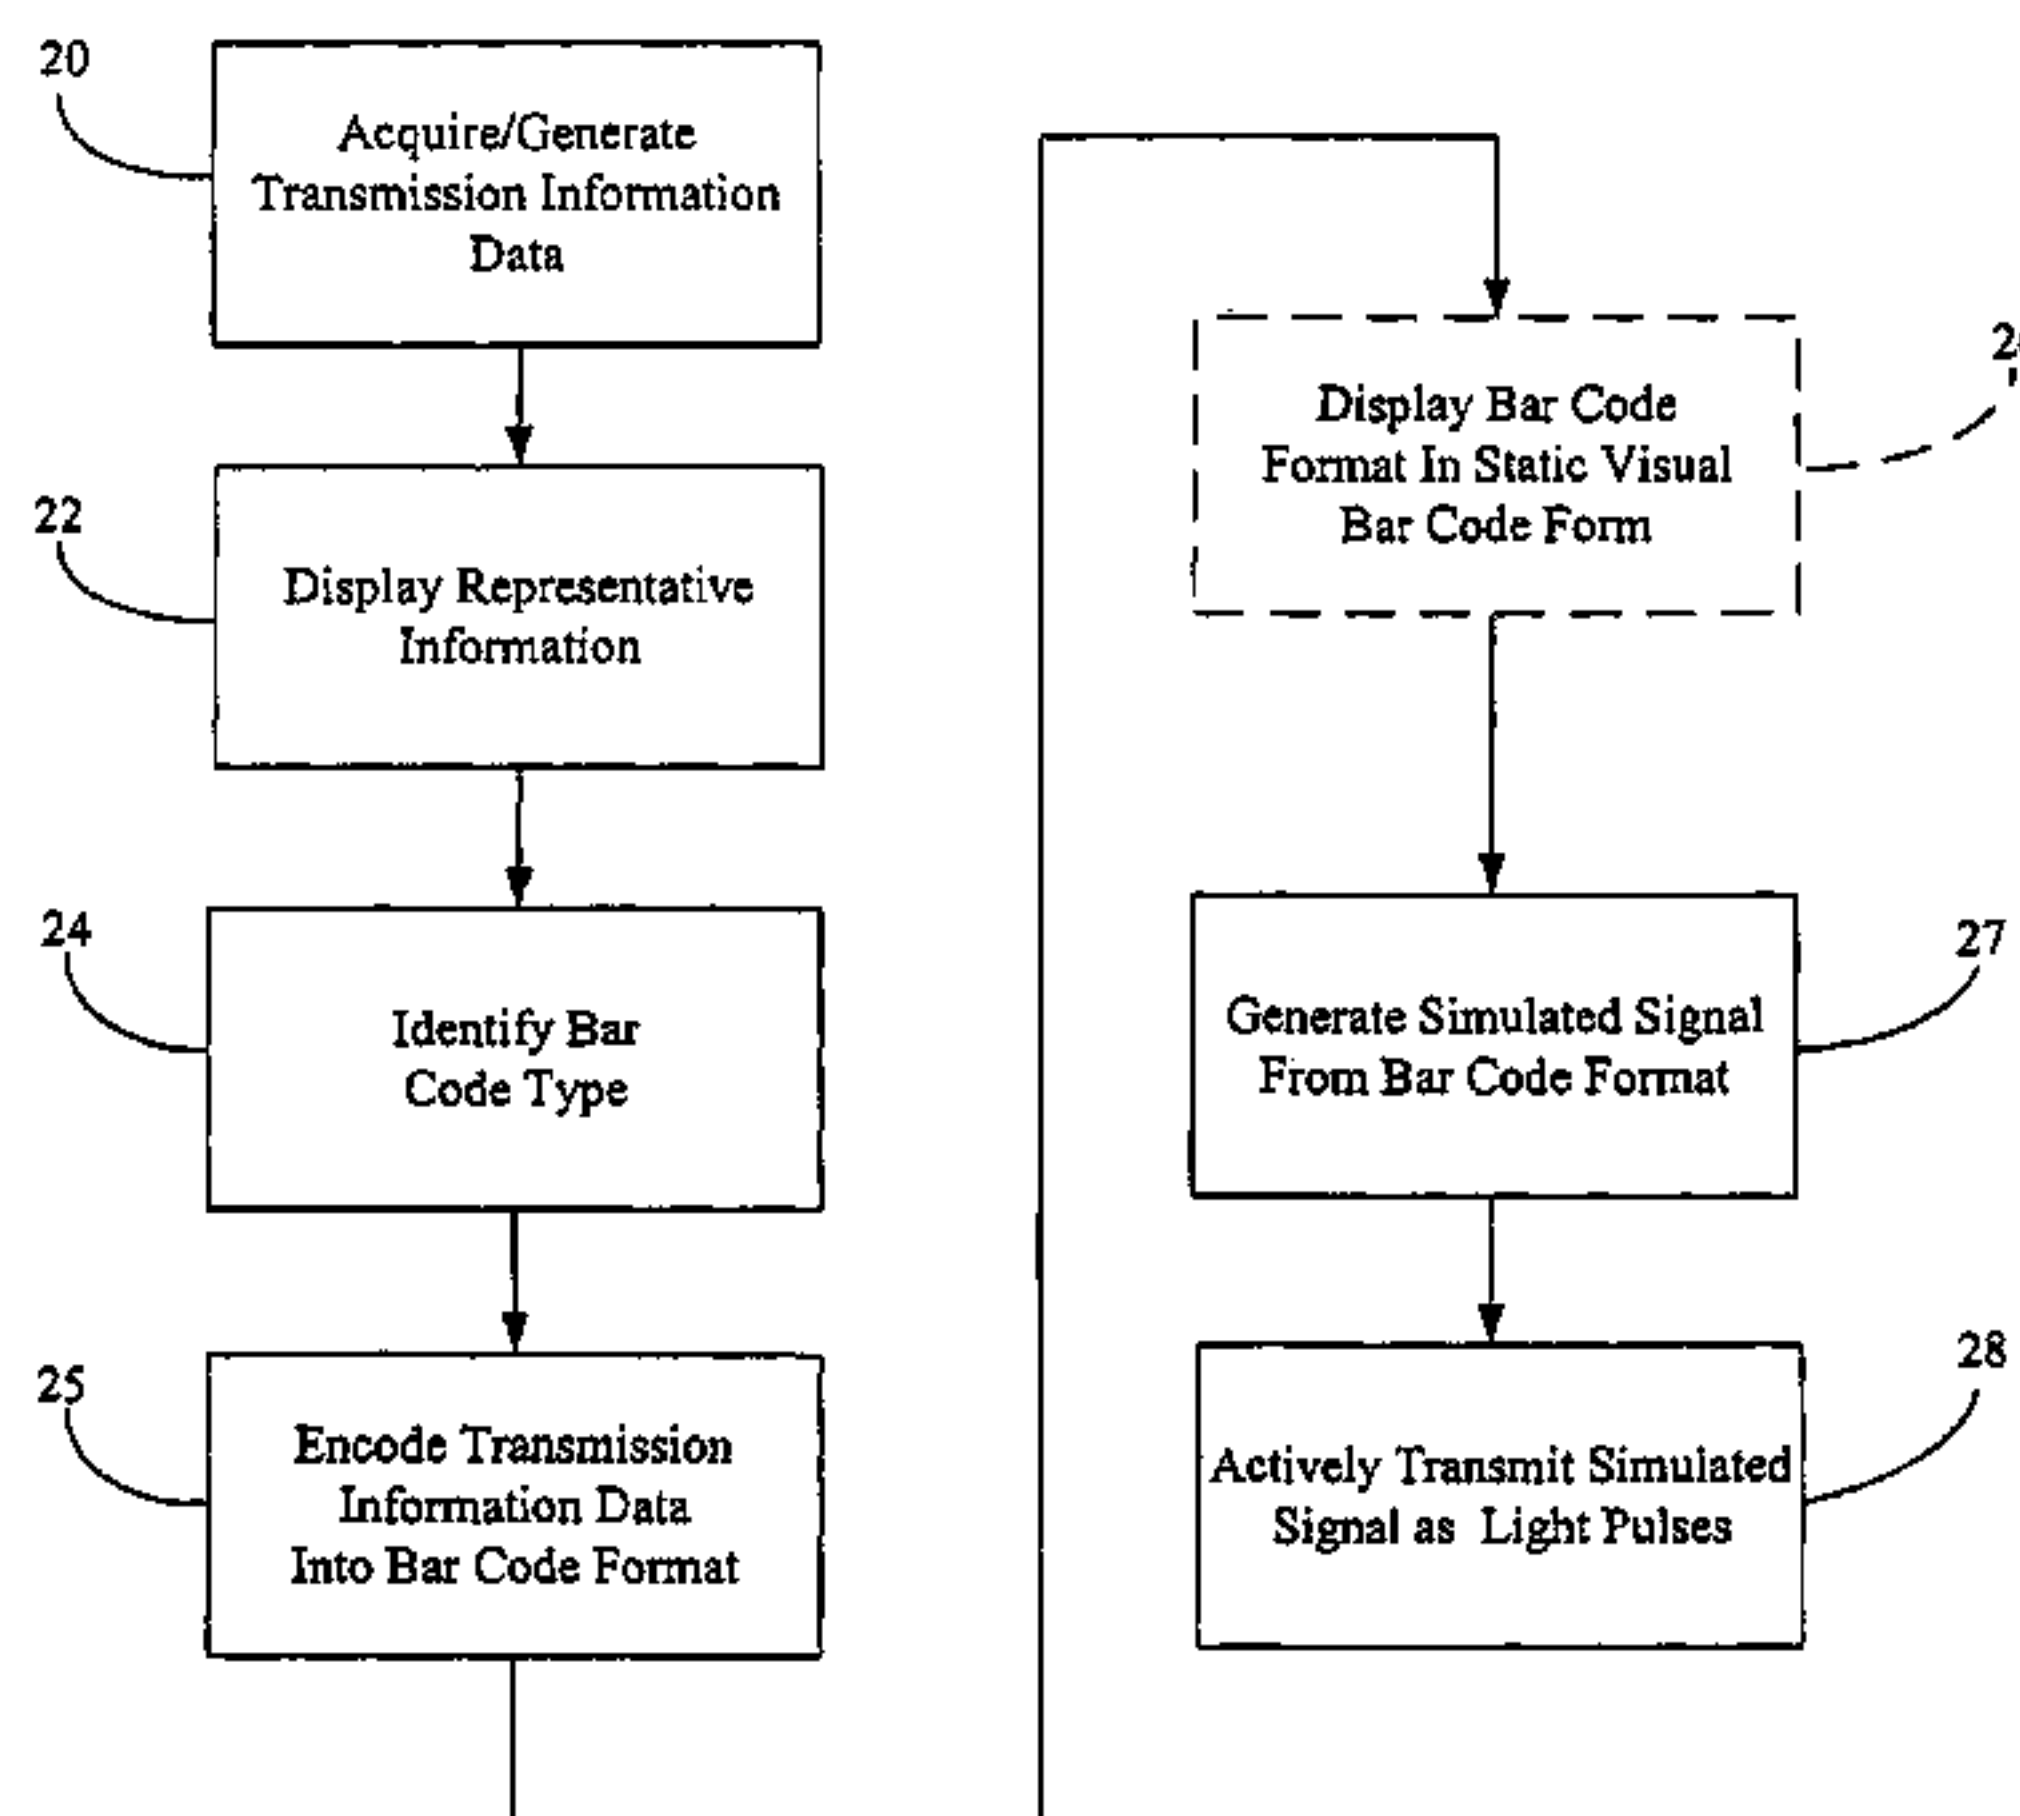 20
Acquire/Generate
Transmission Information
Data
22
Display Representative
Information
24
Identify Bar
Code Type
25
Encode Transmission
Information Data
Into Bar Code Format
Display Bar Code
Format In Static Visual
Bar Code Form
Generate Simulated Signal
From Bar Code Format
27
Actively Transmit Simulated
Signal as Light Pulses
28